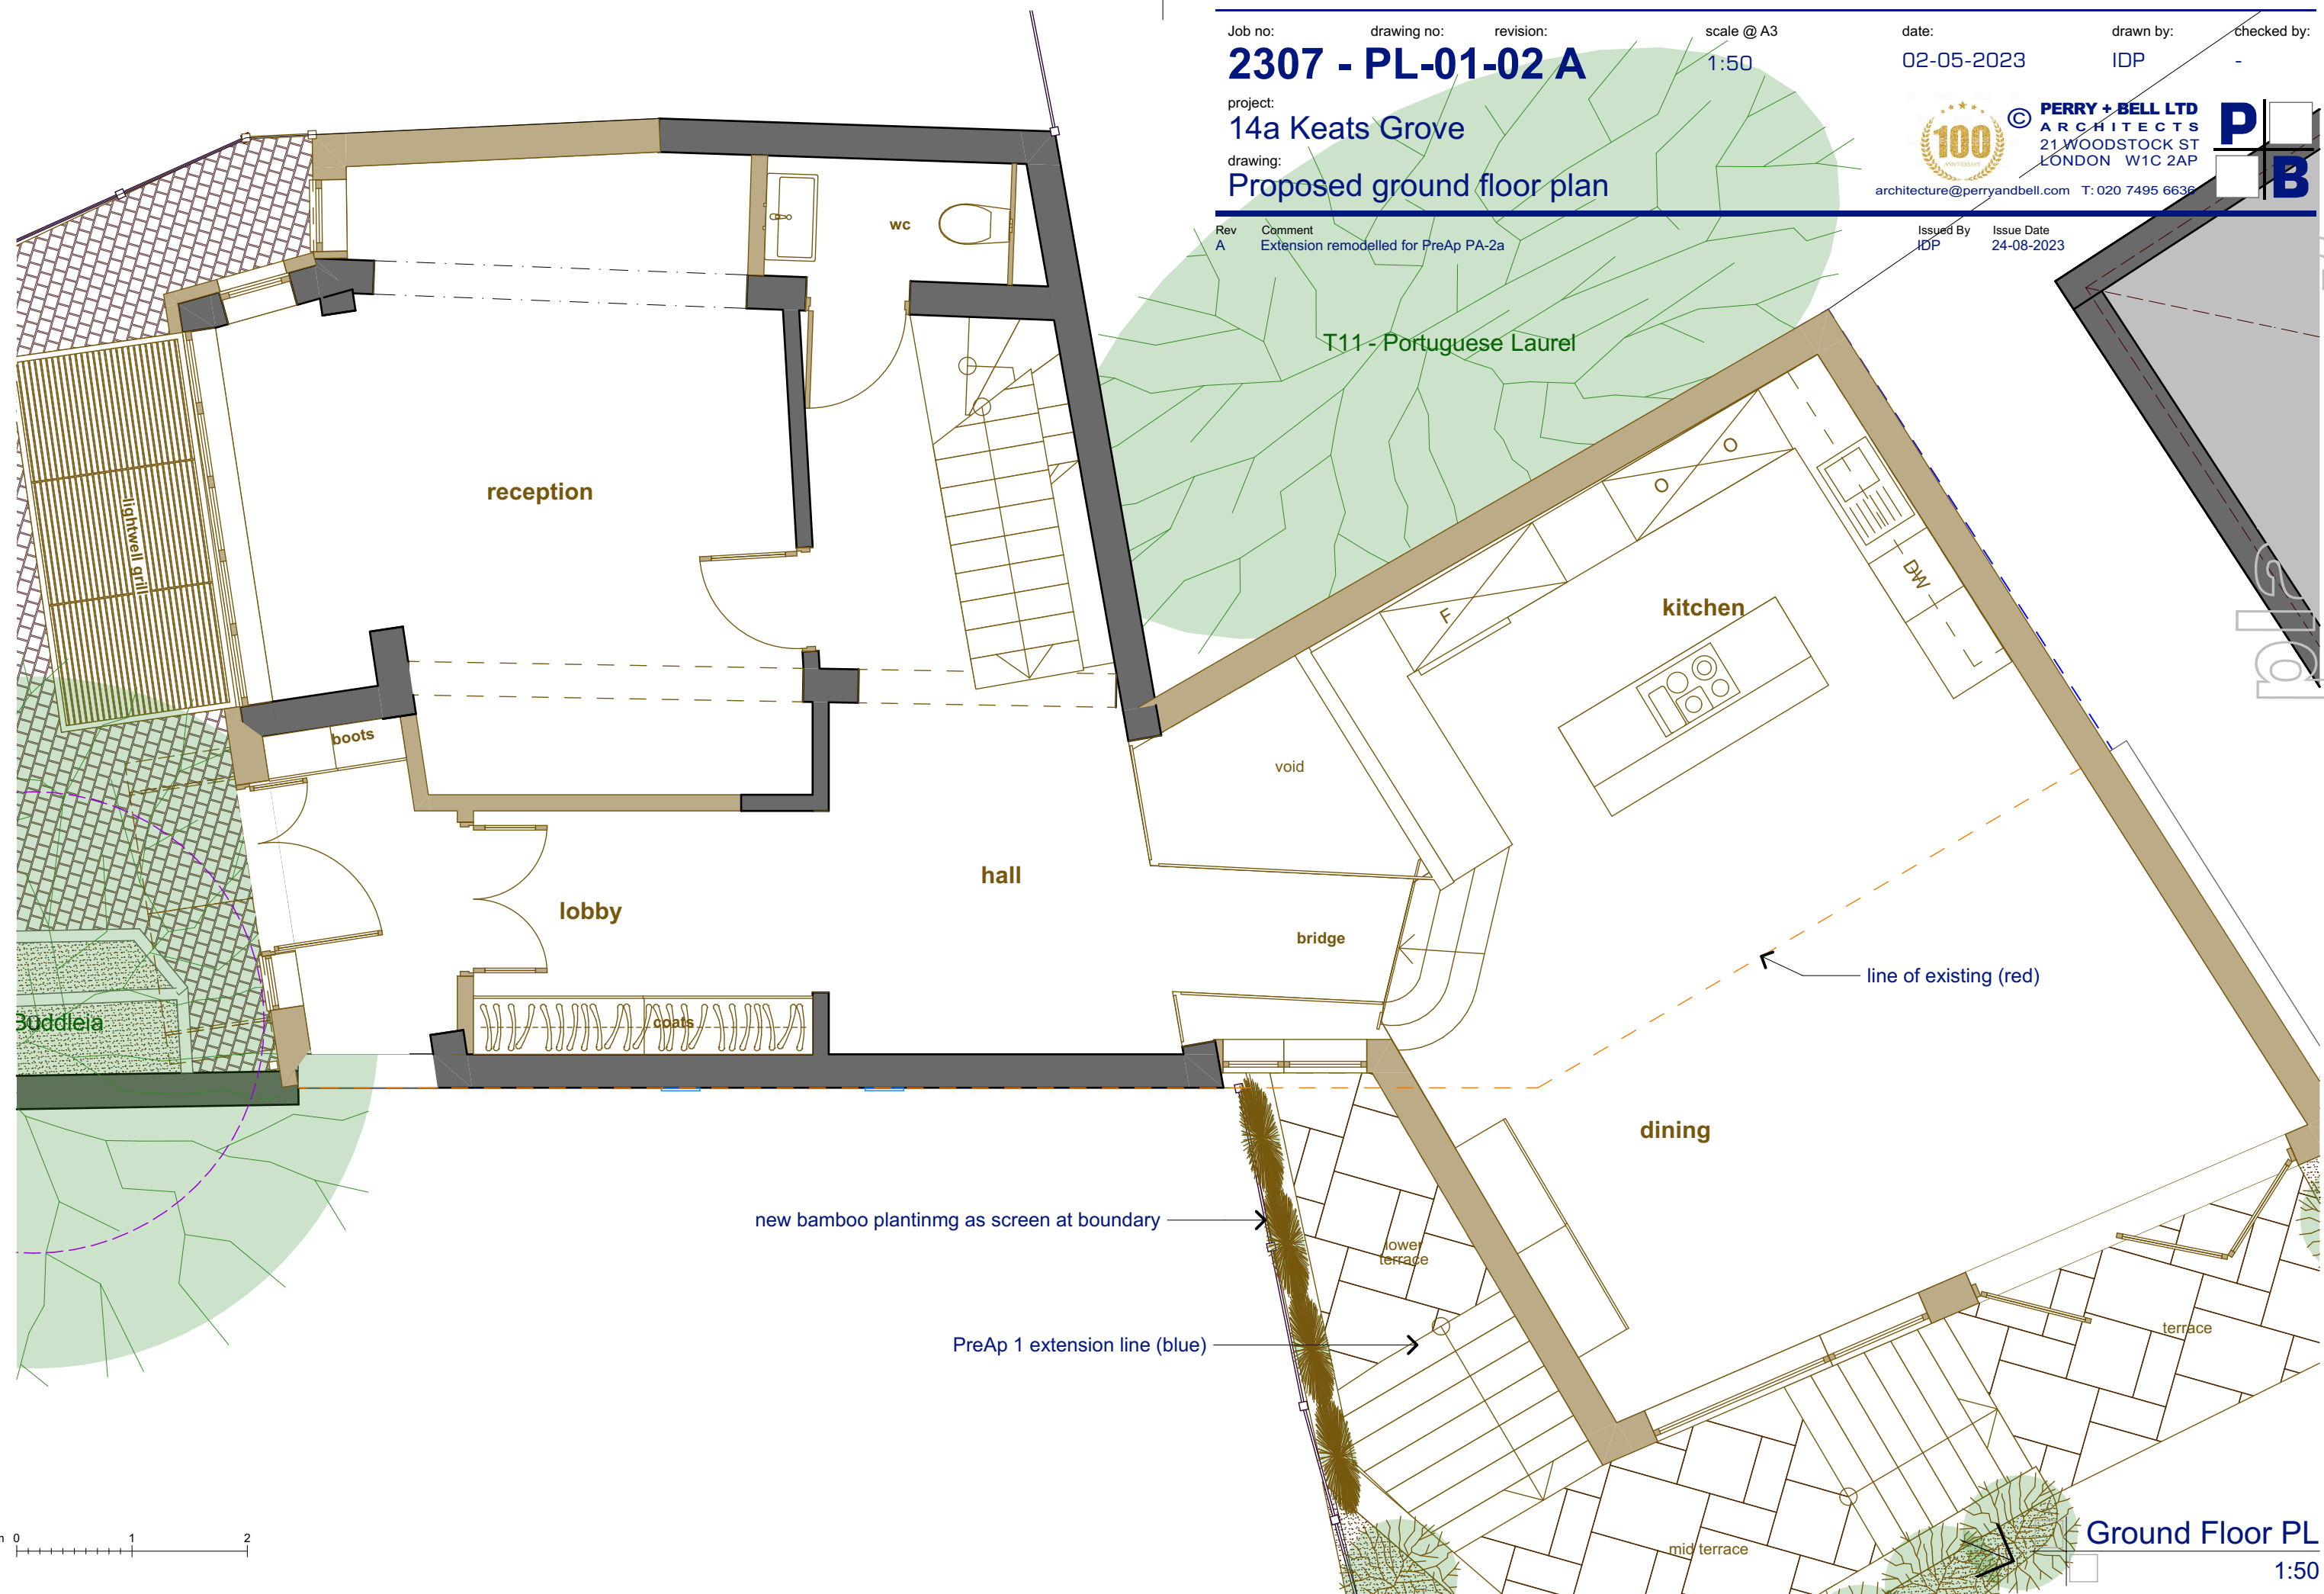 Job no: drawing no: revision: scale @ A3 date: drawn by: checked by:
2307 - PL-01-02 A 1:50 02-05-2023 IDP -
project:
14a Keats Grove
drawing:
Proposed ground floor plan
100
ANNIVERSARY
© PERRY + BELL LTD
ARCHITECTS
21 WOODSTOCK ST
LONDON W1C 2AP
architecture@perryandbell.com T: 020 7495 6636
P
B
Rev Comment Issued By Issue Date
A Extension remodelled for PreAp PA-2a IDP 24-08-2023
wc
T11 - Portuguese Laurel
reception
lightwell grill
O
O
F
DW
kitchen
boots
void
hall
lobby
bridge
line of existing (red)
coats
Buddleia
dining
new bamboo plantinmg as screen at boundary
lower
terrace
PreAp 1 extension line (blue)
terrace
mid terrace
0 1 2
Ground Floor PL
1:50